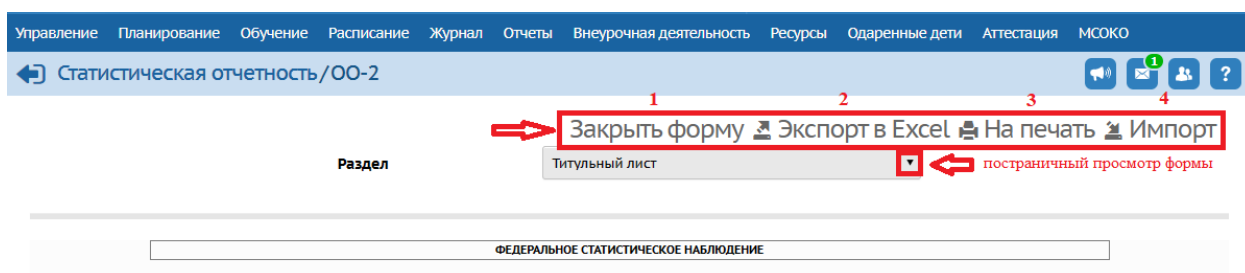 Управление Планирование Обучение Расписание Журнал Отчеты Внеурочная деятельность Ресурсы Одаренные дети Аттестация МСОКО
Статистическая отчетность/ОО-2
1
?
1 2 3 4
Закрыть форму Экспорт в Excel На печать Импорт
Раздел Титульный лист постраничный просмотр формы
ФЕДЕРАЛЬНОЕ СТАТИСТИЧЕСКОЕ НАБЛЮДЕНИЕ